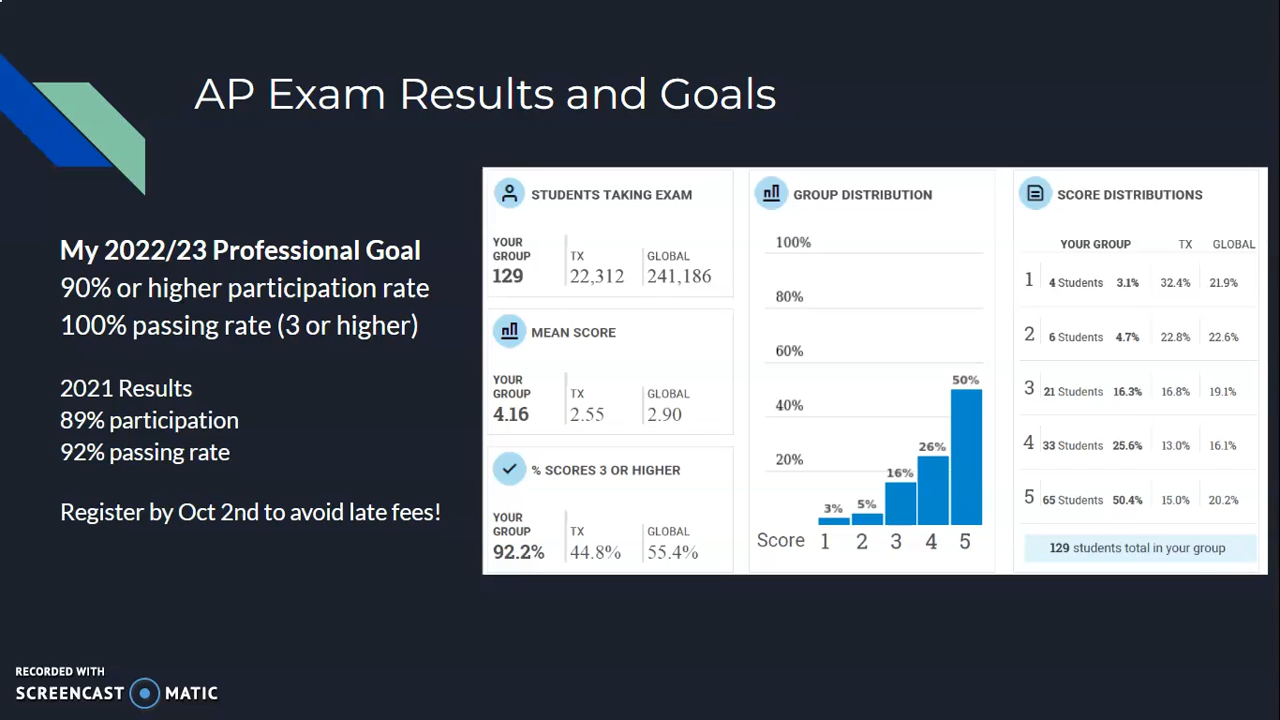 AP Exam Results and Goals
My 2022/23 Professional Goal
90% or higher participation rate
100% passing rate (3 or higher)
2021 Results
89% participation
92% passing rate
Register by Oct 2nd to avoid late fees!
STUDENTS TAKING EXAM
YOUR
GROUP TX GLOBAL
129 22,312 241,186
MEAN SCORE
YOUR
GROUP TX GLOBAL
4.16 2.55 2.90
% SCORES 3 OR HIGHER
YOUR
GROUP TX GLOBAL
92.2% 44.8% 55.4%
GROUP DISTRIBUTION
100%
80%
60%
50%
40%
26%
20%
16%
5%
3%
Score 1 2 3 4 5
SCORE DISTRIBUTIONS
YOUR GROUP TX GLOBAL
1 4 Students 3.1% 32.4% 21.9%
2 6 Students 4.7% 22.8% 22.6%
3 21 Students 16.3% 16.8% 19.1%
4 33 Students 25.6% 13.0% 16.1%
5 65 Students 50.4% 15.0% 20.2%
129 students total in your group
RECORDED WITH
SCREENCAST MATIC